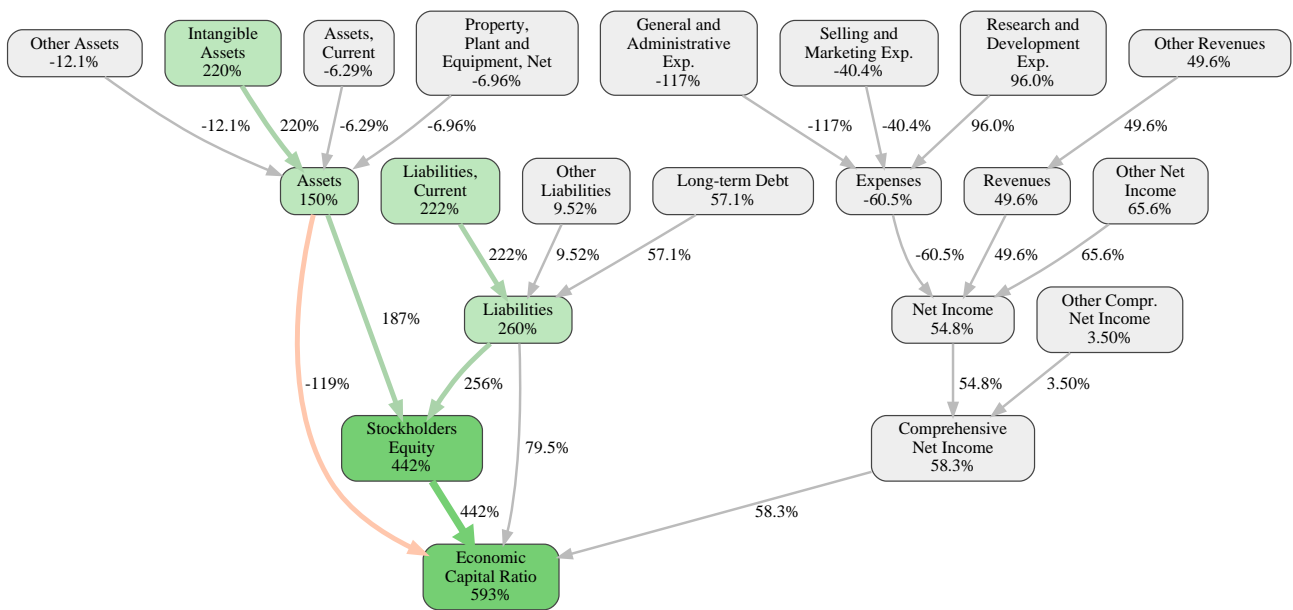 Other Assets
-12.1%
Intangible
Assets
220%
Assets,
Current
-6.29%
Property,
Plant and
Equipment, Net
-6.96%
General and
Administrative
Exp.
-117%
Selling and
Marketing Exp.
-40.4%
Research and
Development
Exp.
96.0%
Other Revenues
49.6%
-12.1%
220%
-6.29%
-6.96%
-117%
-40.4%
96.0%
49.6%
Assets
150%
Liabilities,
Current
222%
Other
Liabilities
9.52%
Long-term Debt
57.1%
Expenses
-60.5%
Revenues
49.6%
Other Net
Income
65.6%
222%
9.52%
57.1%
-60.5%
49.6%
65.6%
187%
Liabilities
260%
Net Income
54.8%
Other Compr.
Net Income
3.50%
-119%
256%
54.8%
3.50%
Stockholders
Equity
442%
79.5%
Comprehensive
Net Income
58.3%
442%
58.3%
Economic
Capital Ratio
593%